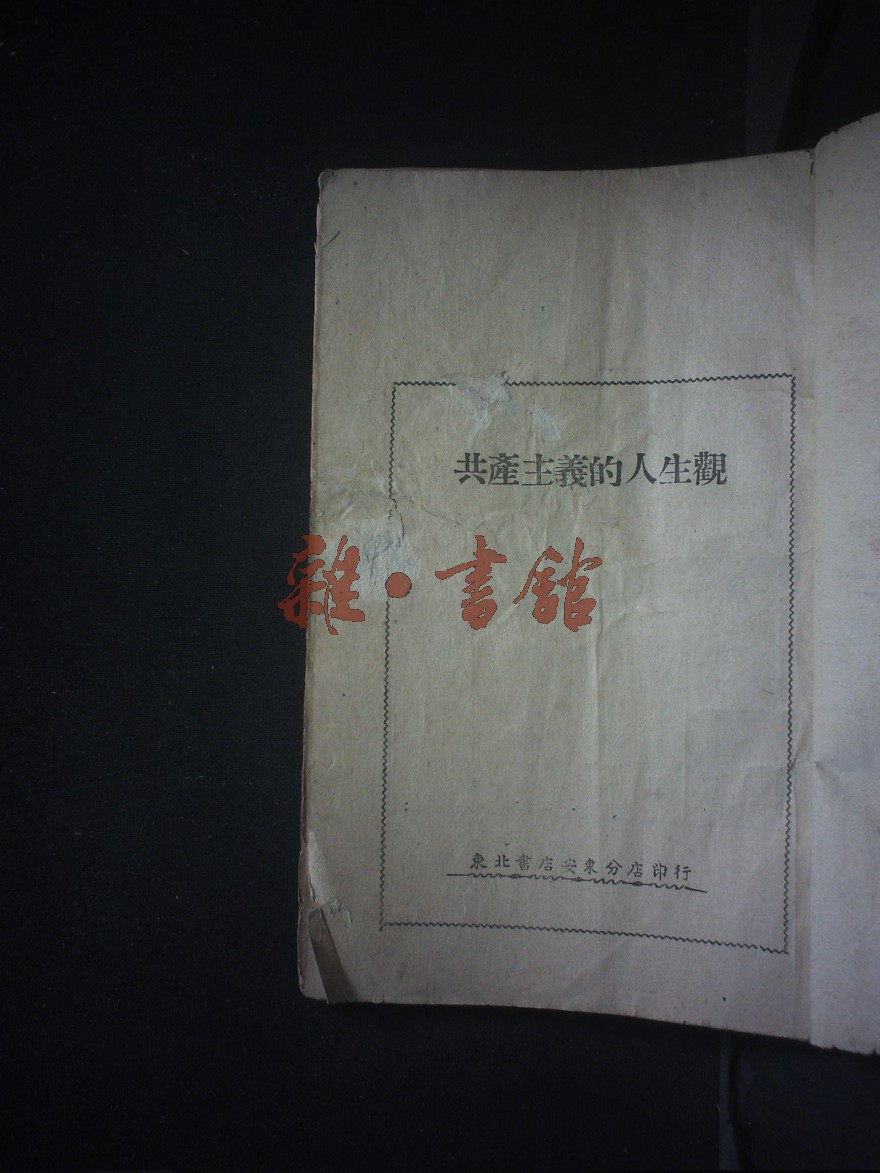 共產主義的人生觀
雜·書館
東北書店安東分店印行